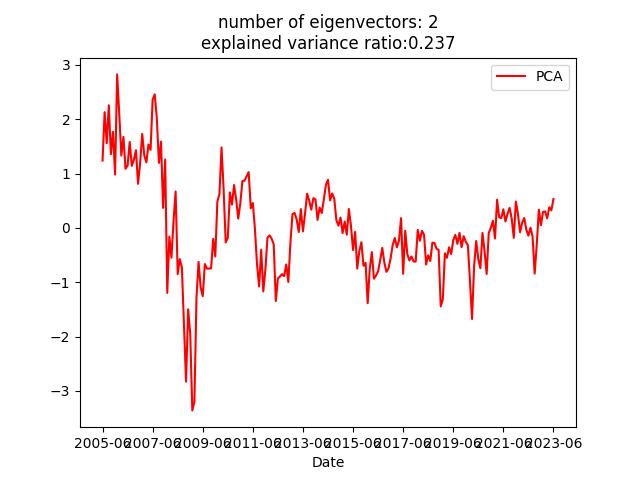 number of eigenvectors: 2
explained variance ratio:0.237
PCA
3
2
1
0
−1
−2
−3
2005-06 2007-06 2009-06 2011-06 2013-06 2015-06 2017-06 2019-06 2021-06 2023-06
Date